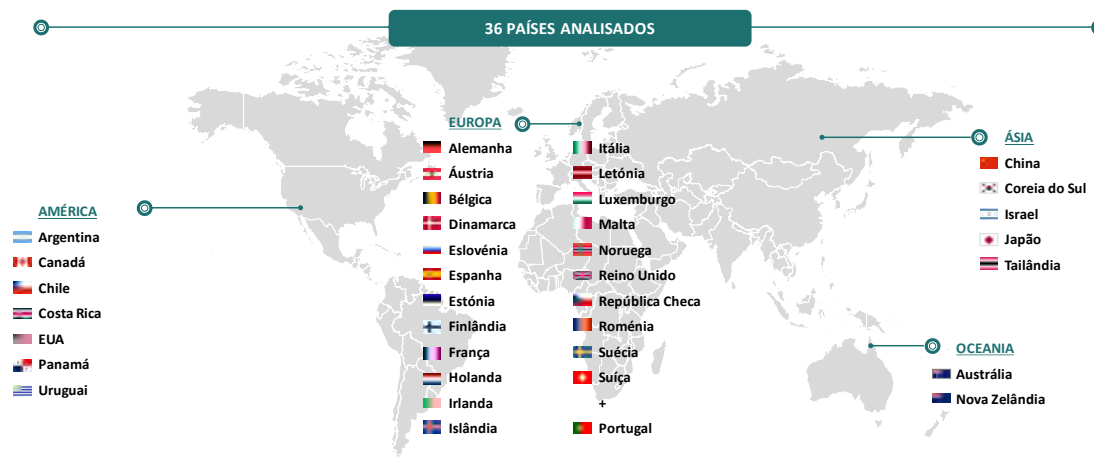 36 PAÍSES ANALISADOS
AMÉRICA
Argentina
Canadá
Chile
Costa Rica
EUA
Panamá
Uruguai
EUROPA
Alemanha
Áustria
Bélgica
Dinamarca
Eslovénia
Espanha
Estónia
Finlândia
França
Holanda
Irlanda
Islândia
Itália
Letónia
Luxemburgo
Malta
Noruega
Reino Unido
República Checa
Roménia
Suécia
Suíça
+
Portugal
ÁSIA
China
Coreia do Sul
Israel
Japão
Tailândia
OCEANIA
Austrália
Nova Zelândia